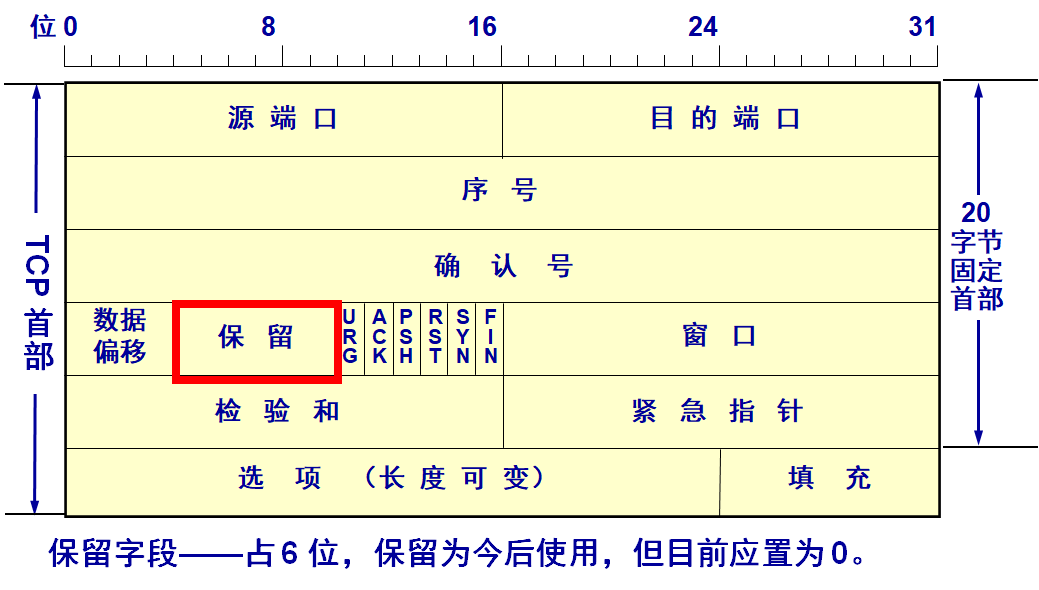 位 0 8 16 24 31
源端口 目的端口
序号
TCP 首部
20 字节固定首部
确认号
数据偏移 保留 URG ACK PSH RST SYN FIN 窗口
检验和 紧急指针
选项（长度可变） 填充
保留字段——占 6 位，保留为今后使用，但目前应置为 0。